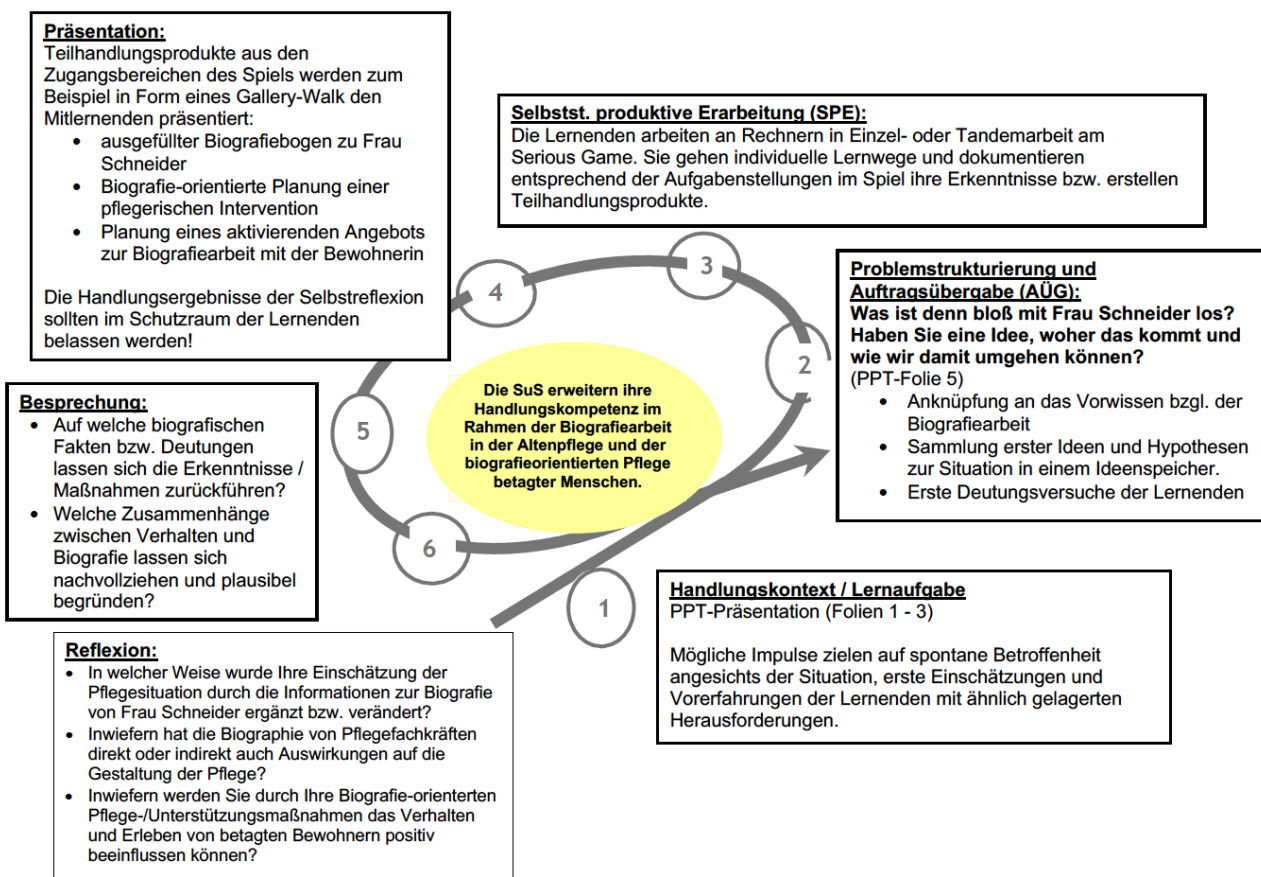 Präsentation:
Teilhandlungsprodukte aus den
Zugangsbereichen des Spiels werden zum
Beispiel in Form eines Gallery-Walk den
Mitlernenden präsentiert:
• ausgefüllter Biografiebogen zu Frau
Schneider
• Biografie-orientierte Planung einer
pflegerischen Intervention
• Planung eines aktivierenden Angebots
zur Biografiearbeit mit der Bewohnerin
Die Handlungsergebnisse der Selbstreflexion
sollten im Schutzraum der Lernenden
belassen werden!
Selbstst. produktive Erarbeitung (SPE):
Die Lernenden arbeiten an Rechnern in Einzel- oder Tandemarbeit am
Serious Game. Sie gehen individuelle Lernwege und dokumentieren
entsprechend der Aufgabenstellungen im Spiel ihre Erkenntnisse bzw. erstellen
Teilhandlungsprodukte.
3
4
2
Problemstrukturierung und
Auftragsübergabe (AÜG):
Was ist denn bloß mit Frau Schneider los?
Haben Sie eine Idee, woher das kommt und
wie wir damit umgehen können?
(PPT-Folie 5)
• Anknüpfung an das Vorwissen bzgl. der
Biografiearbeit
• Sammlung erster Ideen und Hypothesen
zur Situation in einem Ideenspeicher.
• Erste Deutungsversuche der Lernenden
Die SuS erweitern ihre
Handlungskompetenz im
Rahmen der Biografiearbeit
in der Altenpflege und der
biografieorientierten Pflege
betagter Menschen.
Besprechung:
• Auf welche biografischen
Fakten bzw. Deutungen
lassen sich die Erkenntnisse /
Maßnahmen zurückführen?
• Welche Zusammenhänge
zwischen Verhalten und
Biografie lassen sich
nachvollziehen und plausibel
begründen?
5
6
1
Handlungskontext / Lernaufgabe
PPT-Präsentation (Folien 1 - 3)
Mögliche Impulse zielen auf spontane Betroffenheit
angesichts der Situation, erste Einschätzungen und
Vorerfahrungen der Lernenden mit ähnlich gelagerten
Herausforderungen.
Reflexion:
• In welcher Weise wurde Ihre Einschätzung der
Pflegesituation durch die Informationen zur Biografie
von Frau Schneider ergänzt bzw. verändert?
• Inwiefern hat die Biographie von Pflegefachkräften
direkt oder indirekt auch Auswirkungen auf die
Gestaltung der Pflege?
• Inwiefern werden Sie durch Ihre Biografie-orienterten
Pflege-/Unterstützungsmaßnahmen das Verhalten
und Erleben von betagten Bewohnern positiv
beeinflussen können?